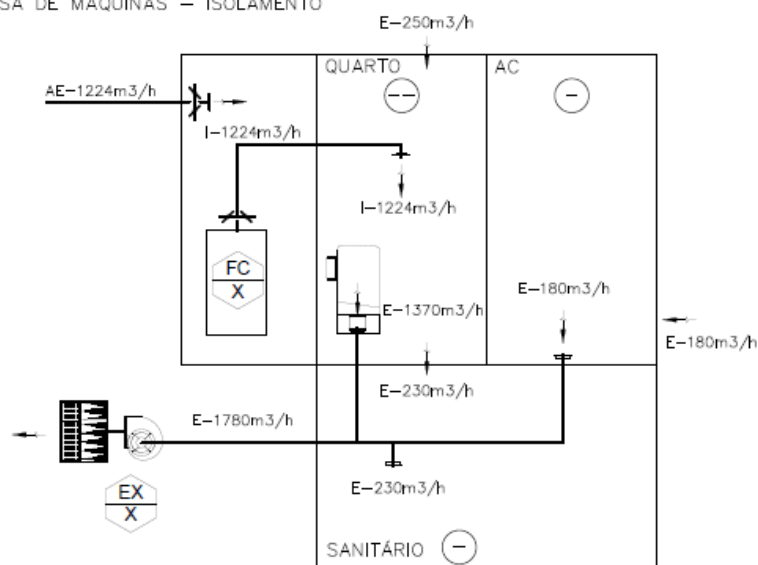 SA DE MÁQUINAS – ISOLAMENTO
E–250m3/h
QUARTO
AC
--
-
AE–1224m3/h
I–1224m3/h
I–1224m3/h
FC
X
E–180m3/h
E–1370m3/h
E–180m3/h
E–230m3/h
E–1780m3/h
E–230m3/h
EX
X
SANITÁRIO
-